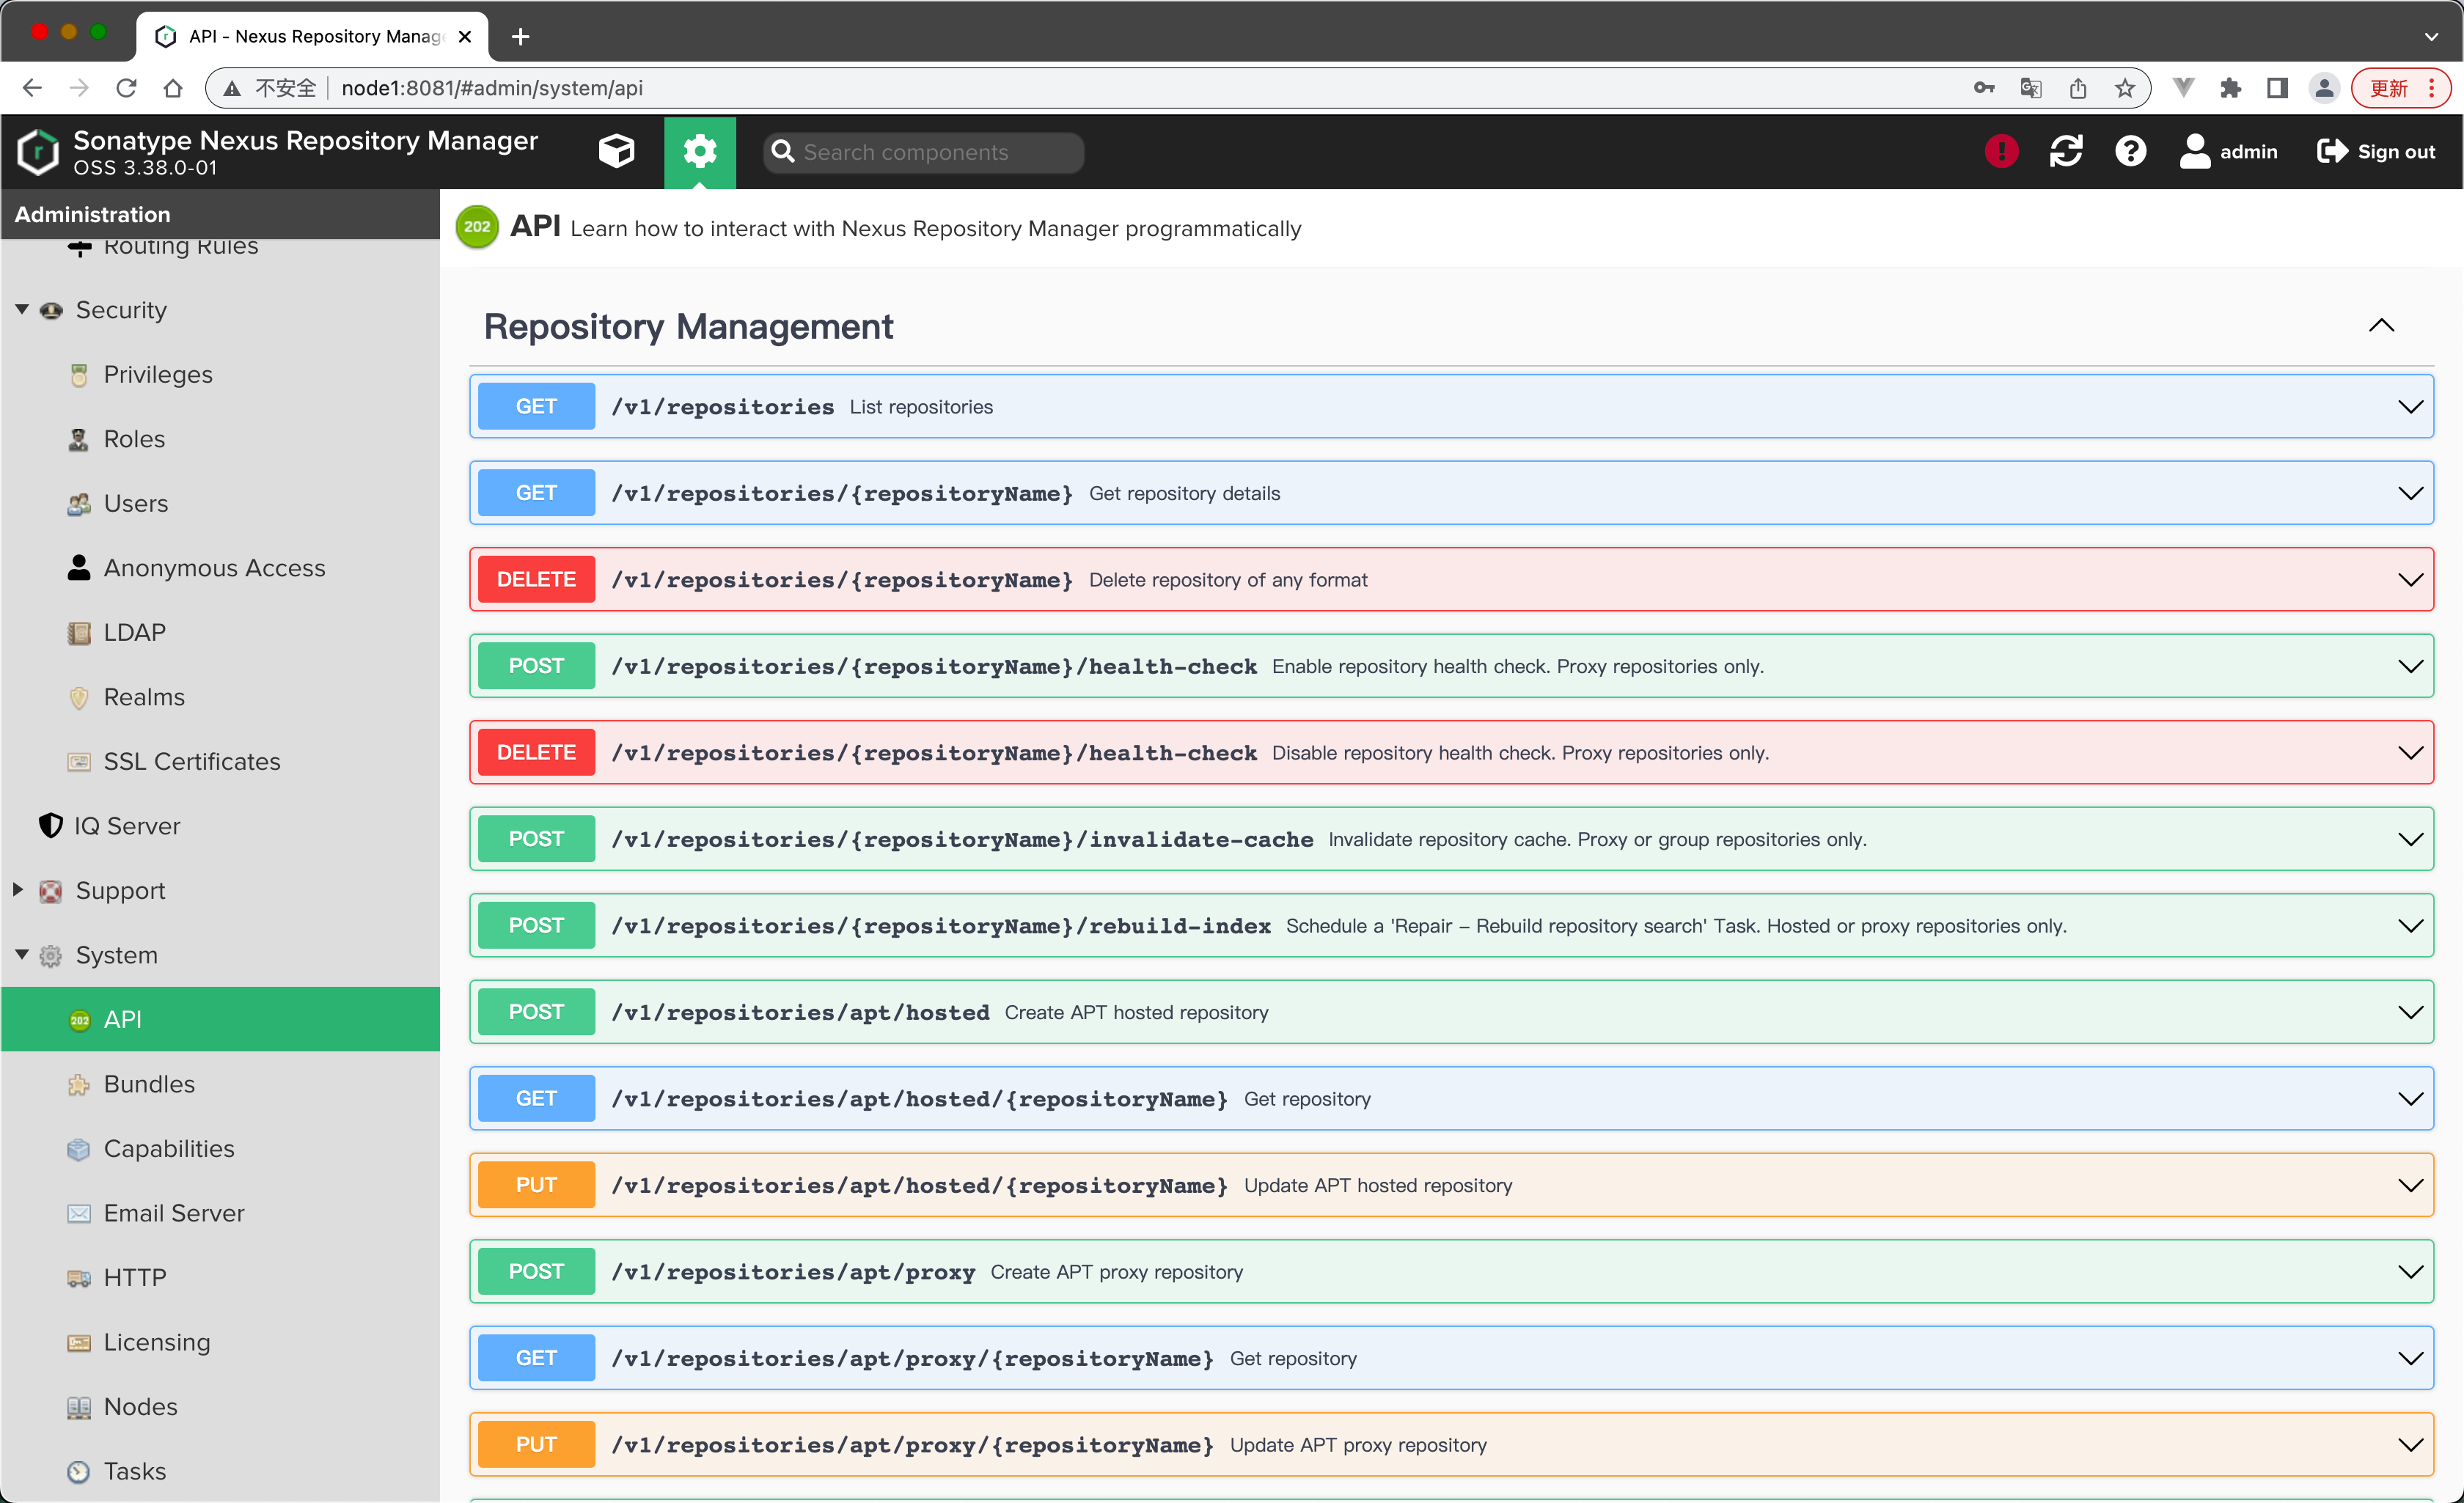 API - Nexus Repository Manag
不安全 node1:8081/#admin/system/api
更新
Sonatype Nexus Repository Manager
OSS 3.38.0-01
Search components
admin
Sign out
Administration
Routing Rules
Security
Privileges
Roles
Users
Anonymous Access
LDAP
Realms
SSL Certificates
IQ Server
Support
System
202 API
Bundles
Capabilities
Email Server
HTTP
Licensing
Nodes
Tasks
202 API Learn how to interact with Nexus Repository Manager programmatically
Repository Management
GET /v1/repositories List repositories
GET /v1/repositories/{repositoryName} Get repository details
DELETE /v1/repositories/{repositoryName} Delete repository of any format
POST /v1/repositories/{repositoryName}/health-check Enable repository health check. Proxy repositories only.
DELETE /v1/repositories/{repositoryName}/health-check Disable repository health check. Proxy repositories only.
POST /v1/repositories/{repositoryName}/invalidate-cache Invalidate repository cache. Proxy or group repositories only.
POST /v1/repositories/{repositoryName}/rebuild-index Schedule a 'Repair - Rebuild repository search' Task. Hosted or proxy repositories only.
POST /v1/repositories/apt/hosted Create APT hosted repository
GET /v1/repositories/apt/hosted/{repositoryName} Get repository
PUT /v1/repositories/apt/hosted/{repositoryName} Update APT hosted repository
POST /v1/repositories/apt/proxy Create APT proxy repository
GET /v1/repositories/apt/proxy/{repositoryName} Get repository
PUT /v1/repositories/apt/proxy/{repositoryName} Update APT proxy repository